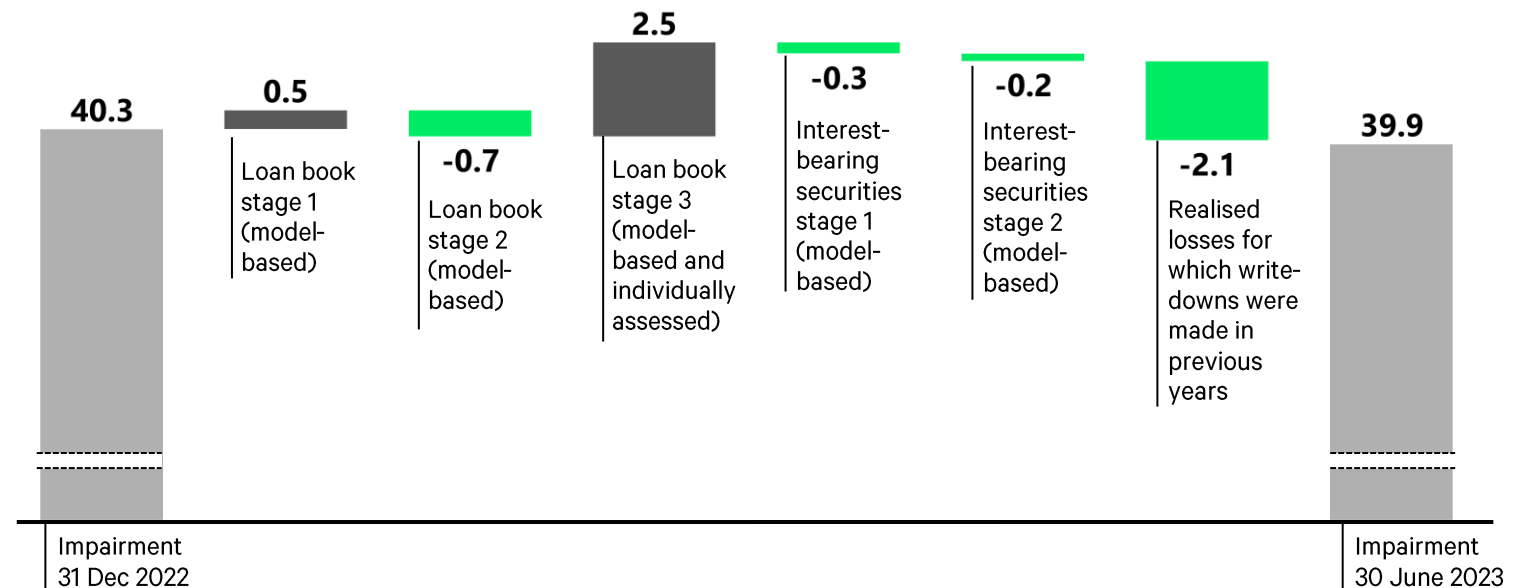 40.3
0.5
Loan book
stage 1
(model-
based)
-0.7
Loan book
stage 2
(model-
based)
2.5
Loan book
stage 3
(model-
based and
individually
assessed)
-0.3
Interest-
bearing
securities
stage 1
(model-
based)
-0.2
Interest-
bearing
securities
stage 2
(model-
based)
-2.1
Realised
losses for
which write-
downs were
made in
previous
years
39.9
Impairment
31 Dec 2022
Impairment
30 June 2023